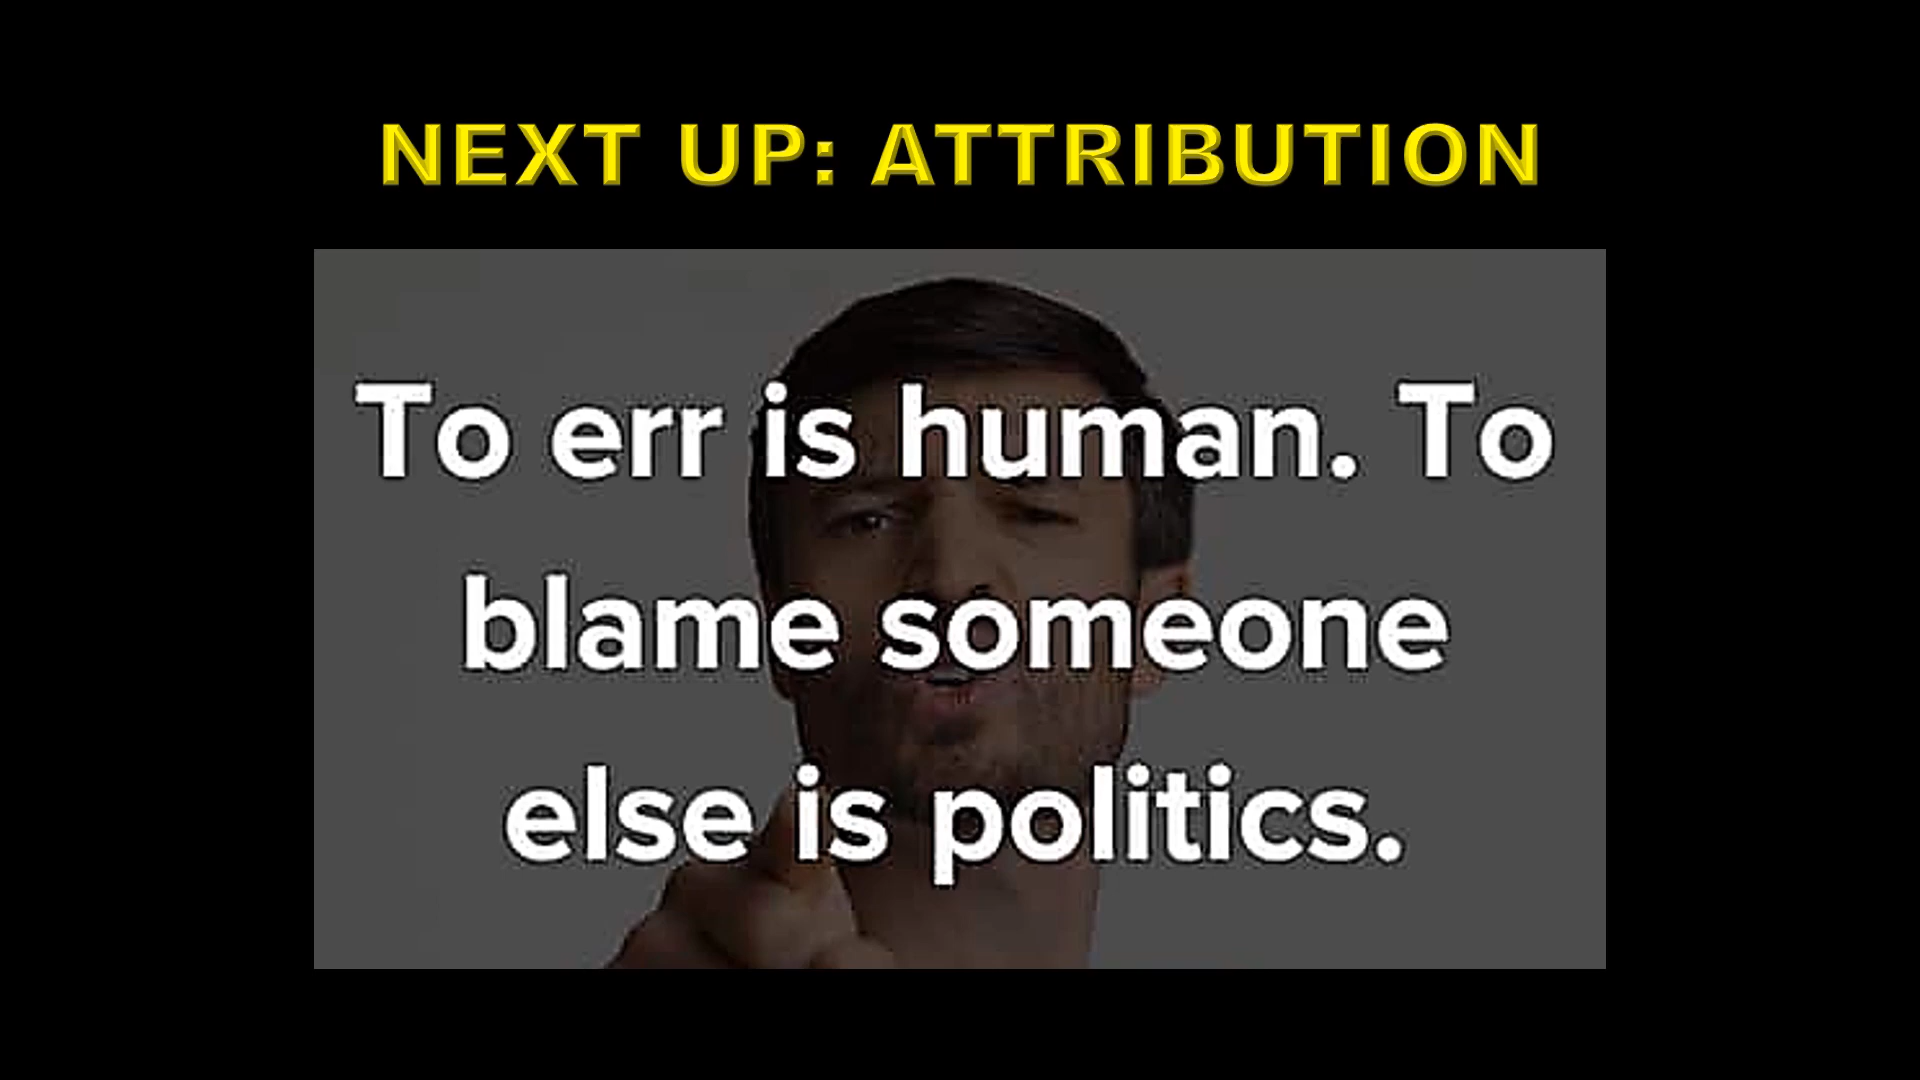 NEXT UP: ATTRIBUTION
To err is human. To
blame someone
else is politics.